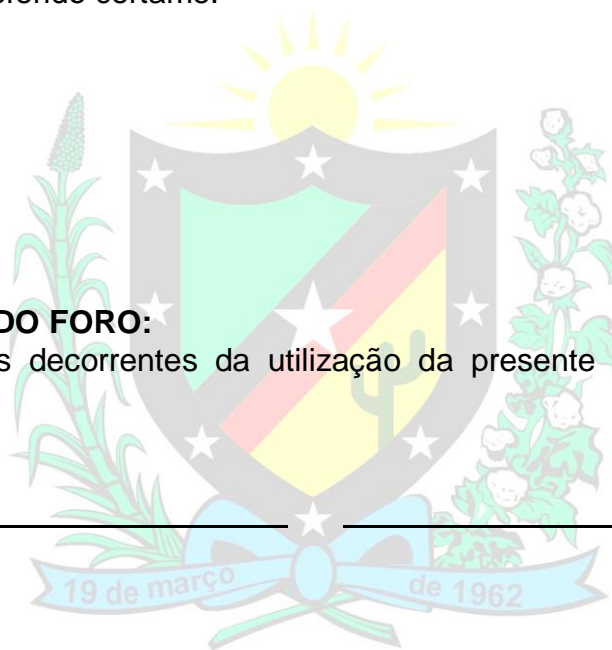 DO FORO:
s decorrentes da utilização da presente
19 de março de 1962